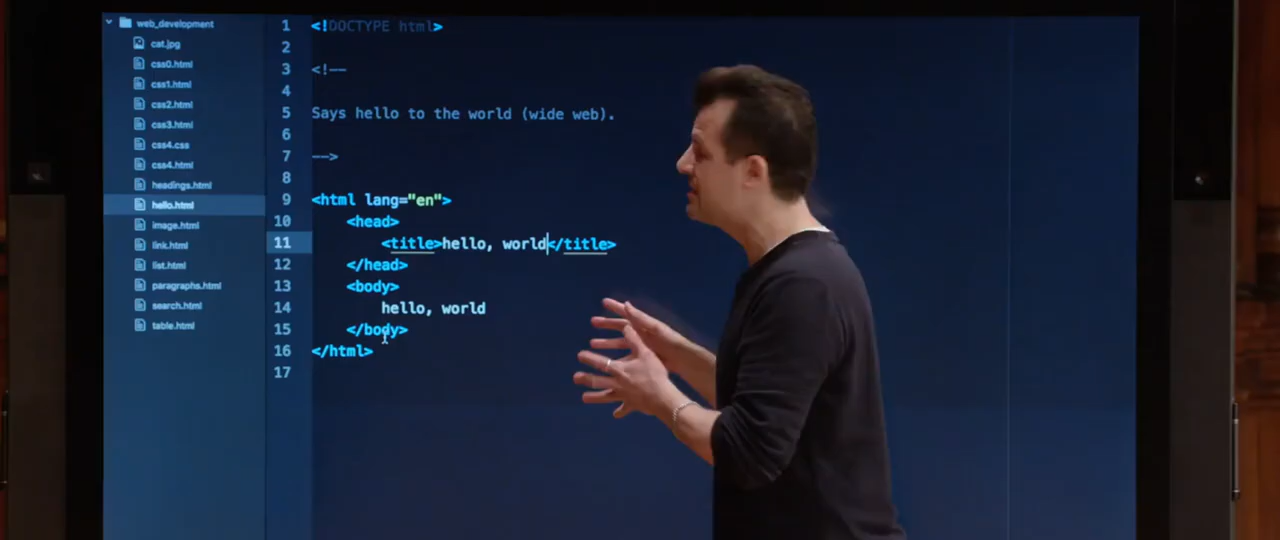 web_development
cat.jpg
css0.html
css1.html
css2.html
css3.html
css4.css
css4.html
headings.html
hello.html
image.html
link.html
list.html
paragraphs.html
search.html
table.html
1 <!DOCTYPE html>
2
3 <!--
4
5 Says hello to the world (wide web).
6
7 -->
8
9 <html lang="en">
10 <head>
11 <title>hello, world</title>
12 </head>
13 <body>
14 hello, world
15 </body>
16 </html>
17